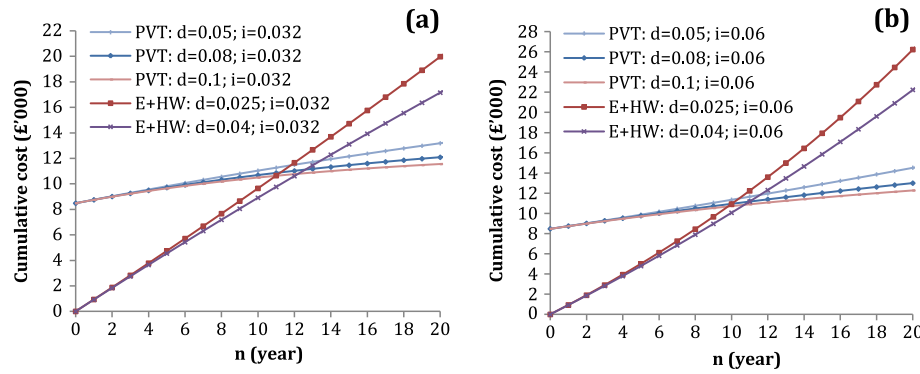 (a)
22
20
18
16
14
12
10
8
6
4
2
0
Cumulative cost (£'000)
PVT: d=0.05; i=0.032
PVT: d=0.08; i=0.032
PVT: d=0.1; i=0.032
E+HW: d=0.025; i=0.032
E+HW: d=0.04; i=0.032
0 2 4 6 8 10 12 14 16 18 20
n (year)
(b)
28
26
24
22
20
18
16
14
12
10
8
6
4
2
0
Cumulative cost (£'000)
PVT: d=0.05; i=0.06
PVT: d=0.08; i=0.06
PVT: d=0.1; i=0.06
E+HW: d=0.025; i=0.06
E+HW: d=0.04; i=0.06
0 2 4 6 8 10 12 14 16 18 20
n (year)